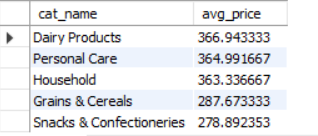 cat_name avg_price
Dairy Products 366.943333
Personal Care 364.991667
Household 363.336667
Grains & Cereals 287.673333
Snacks & Confectioneries 278.892353